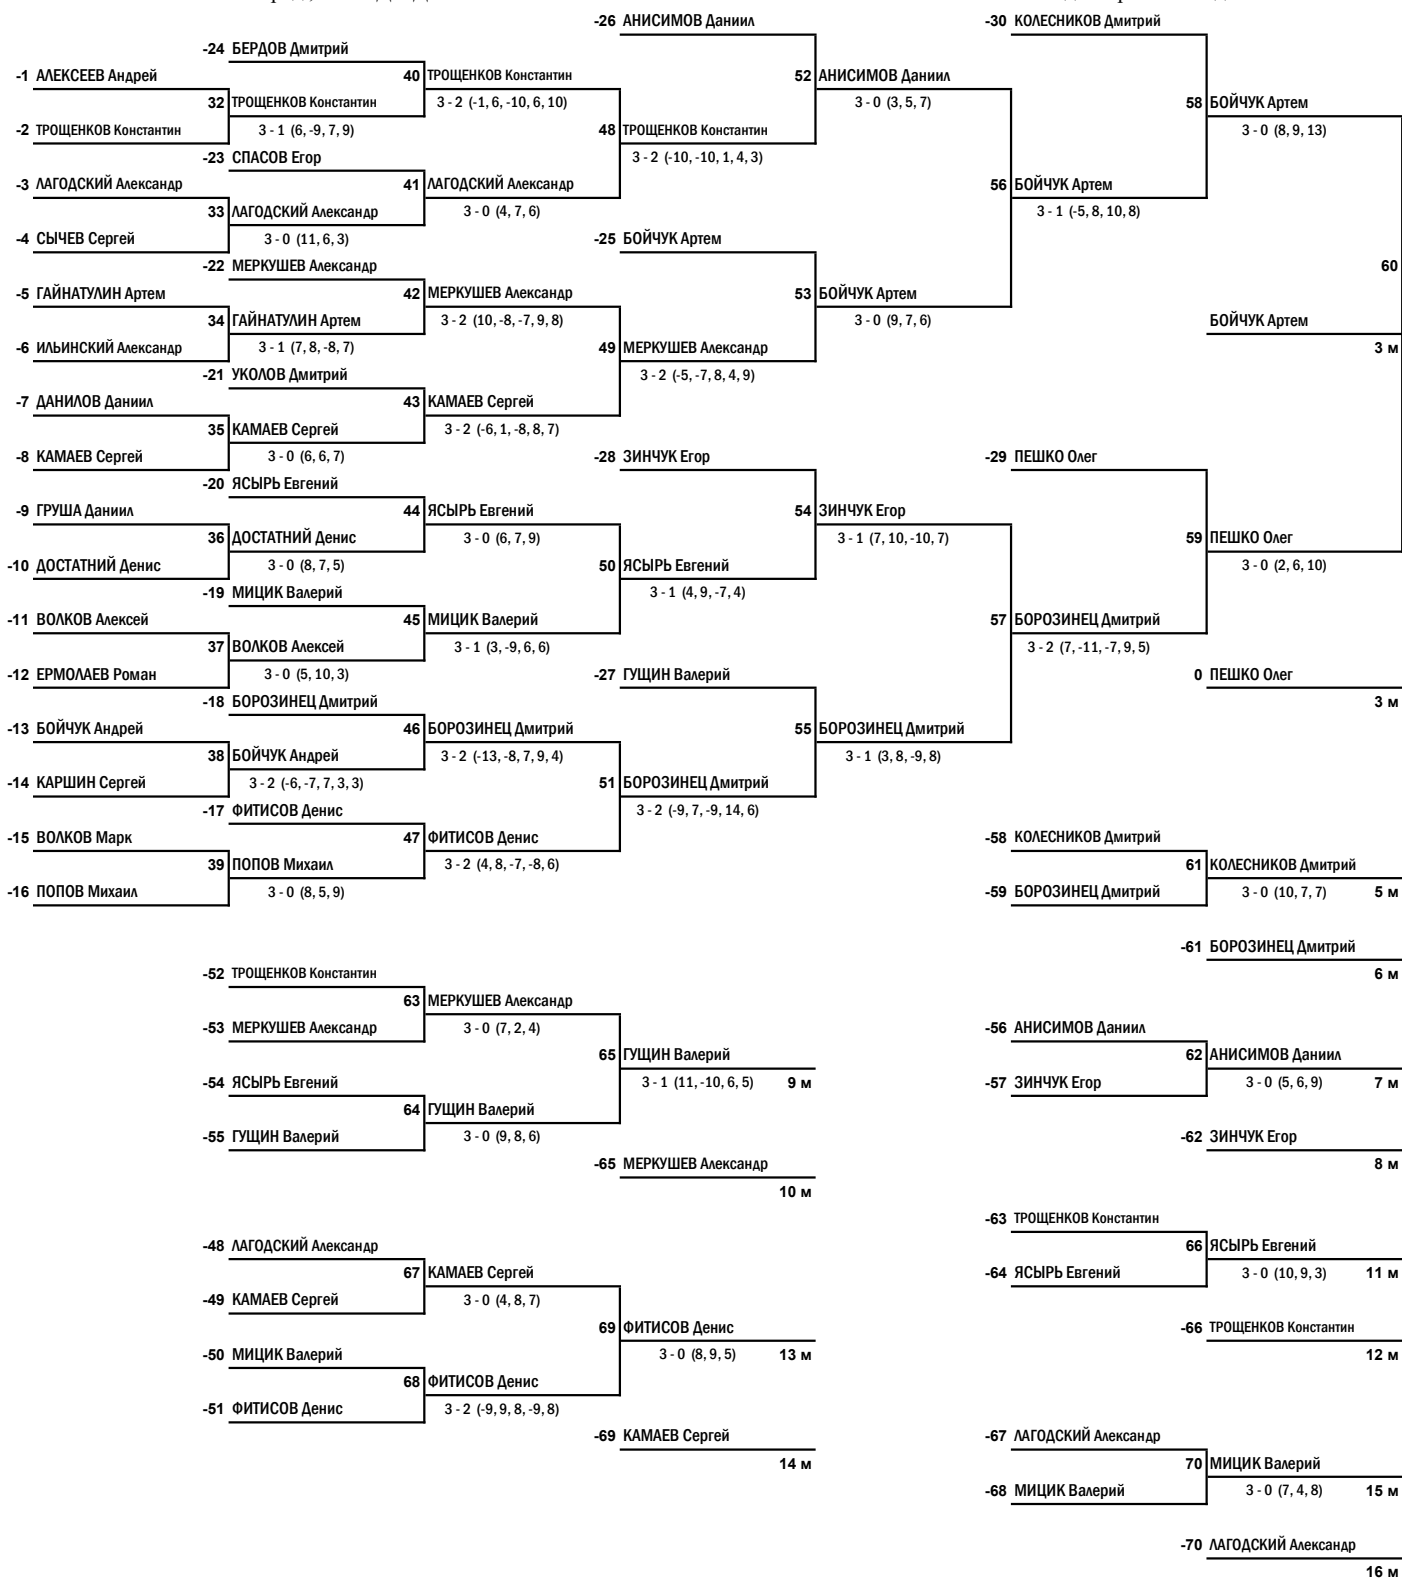 -26 АНИСИМОВ Даниил
-30 КОЛЕСНИКОВ Дмитрий
-24 БЕРДОВ Дмитрий
-1 АЛЕКСЕЕВ Андрей
40 ТРОЩЕНКОВ Константин
52 АНИСИМОВ Даниил
32 ТРОЩЕНКОВ Константин
3 - 2 (-1, 6, -10, 6, 10)
3 - 0 (3, 5, 7)
58 БОЙЧУК Артем
-2 ТРОЩЕНКОВ Константин
3 - 1 (6, -9, 7, 9)
48 ТРОЩЕНКОВ Константин
3 - 0 (8, 9, 13)
-23 СПАСОВ Егор
3 - 2 (-10, -10, 1, 4, 3)
-3 ЛАГОДСКИЙ Александр
41 ЛАГОДСКИЙ Александр
56 БОЙЧУК Артем
33 ЛАГОДСКИЙ Александр
3 - 0 (4, 7, 6)
3 - 1 (-5, 8, 10, 8)
-4 СЫЧЕВ Сергей
3 - 0 (11, 6, 3)
-25 БОЙЧУК Артем
-22 МЕРКУШЕВ Александр
60
-5 ГАЙНАТУЛИН Артем
42 МЕРКУШЕВ Александр
53 БОЙЧУК Артем
34 ГАЙНАТУЛИН Артем
3 - 2 (10, -8, -7, 9, 8)
3 - 0 (9, 7, 6)
БОЙЧУК Артем
-6 ИЛЬИНСКИЙ Александр
3 - 1 (7, 8, -8, 7)
49 МЕРКУШЕВ Александр
3 м
-21 УКОЛОВ Дмитрий
3 - 2 (-5, -7, 8, 4, 9)
-7 ДАНИЛОВ Даниил
43 КАМАЕВ Сергей
35 КАМАЕВ Сергей
3 - 2 (-6, 1, -8, 8, 7)
-8 КАМАЕВ Сергей
3 - 0 (6, 6, 7)
-28 ЗИНЧУК Егор
-29 ПЕШКО Олег
-20 ЯСЫРЬ Евгений
-9 ГРУША Даниил
44 ЯСЫРЬ Евгений
54 ЗИНЧУК Егор
36 ДОСТАТНИЙ Денис
3 - 0 (6, 7, 9)
3 - 1 (7, 10, -10, 7)
59 ПЕШКО Олег
-10 ДОСТАТНИЙ Денис
3 - 0 (8, 7, 5)
50 ЯСЫРЬ Евгений
3 - 0 (2, 6, 10)
-19 МИЦИК Валерий
3 - 1 (4, 9, -7, 4)
-11 ВОЛКОВ Алексей
45 МИЦИК Валерий
57 БОРОЗИНЕЦ Дмитрий
37 ВОЛКОВ Алексей
3 - 1 (3, -9, 6, 6)
3 - 2 (7, -11, -7, 9, 5)
-12 ЕРМОЛАЕВ Роман
3 - 0 (5, 10, 3)
-27 ГУЩИН Валерий
0 ПЕШКО Олег
-18 БОРОЗИНЕЦ Дмитрий
3 м
-13 БОЙЧУК Андрей
46 БОРОЗИНЕЦ Дмитрий
55 БОРОЗИНЕЦ Дмитрий
38 БОЙЧУК Андрей
3 - 2 (-13, -8, 7, 9, 4)
3 - 1 (3, 8, -9, 8)
-14 КАРШИН Сергей
3 - 2 (-6, -7, 7, 3, 3)
51 БОРОЗИНЕЦ Дмитрий
-17 ФИТИСОВ Денис
3 - 2 (-9, 7, -9, 14, 6)
-15 ВОЛКОВ Марк
47 ФИТИСОВ Денис
-58 КОЛЕСНИКОВ Дмитрий
39 ПОПОВ Михаил
3 - 2 (4, 8, -7, -8, 6)
61 КОЛЕСНИКОВ Дмитрий
-16 ПОПОВ Михаил
3 - 0 (8, 5, 9)
-59 БОРОЗИНЕЦ Дмитрий
3 - 0 (10, 7, 7) 5 м
-61 БОРОЗИНЕЦ Дмитрий
-52 ТРОЩЕНКОВ Константин
6 м
63 МЕРКУШЕВ Александр
-53 МЕРКУШЕВ Александр
3 - 0 (7, 2, 4)
-56 АНИСИМОВ Даниил
65 ГУЩИН Валерий
62 АНИСИМОВ Даниил
-54 ЯСЫРЬ Евгений
3 - 1 (11, -10, 6, 5) 9 м
-57 ЗИНЧУК Егор
3 - 0 (5, 6, 9) 7 м
64 ГУЩИН Валерий
-55 ГУЩИН Валерий
3 - 0 (9, 8, 6)
-62 ЗИНЧУК Егор
-65 МЕРКУШЕВ Александр
8 м
10 м
-63 ТРОЩЕНКОВ Константин
-48 ЛАГОДСКИЙ Александр
66 ЯСЫРЬ Евгений
67 КАМАЕВ Сергей
-64 ЯСЫРЬ Евгений
3 - 0 (10, 9, 3) 11 м
-49 КАМАЕВ Сергей
3 - 0 (4, 8, 7)
69 ФИТИСОВ Денис
-66 ТРОЩЕНКОВ Константин
-50 МИЦИК Валерий
3 - 0 (8, 9, 5) 13 м
12 м
68 ФИТИСОВ Денис
-51 ФИТИСОВ Денис
3 - 2 (-9, 9, 8, -9, 8)
-69 КАМАЕВ Сергей
-67 ЛАГОДСКИЙ Александр
14 м
70 МИЦИК Валерий
-68 МИЦИК Валерий
3 - 0 (7, 4, 8) 15 м
-70 ЛАГОДСКИЙ Александр
16 м